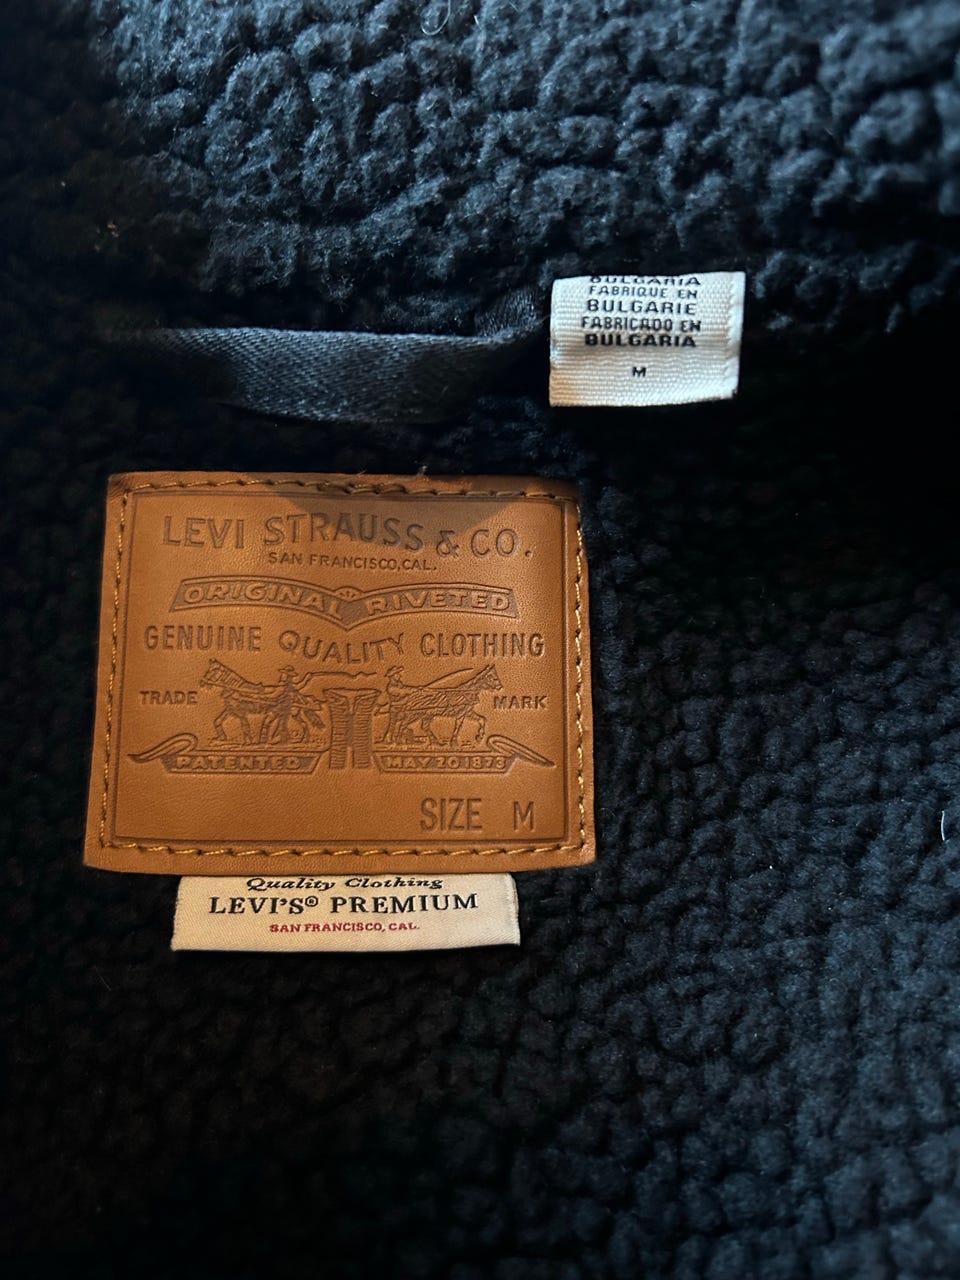 BULGARIA
FABRIQUE EN
BULGARIE
FABRICADO EN
BULGARIA
M
LEVI STRAUSS & CO.
SAN FRANCISCO, CAL.
ORIGINAL RIVETED
GENUINE QUALITY CLOTHING
TRADE MARK
PATENTED MAY 20 1873
SIZE M
Quality Clothing
LEVI'S® PREMIUM
SAN FRANCISCO, CAL.